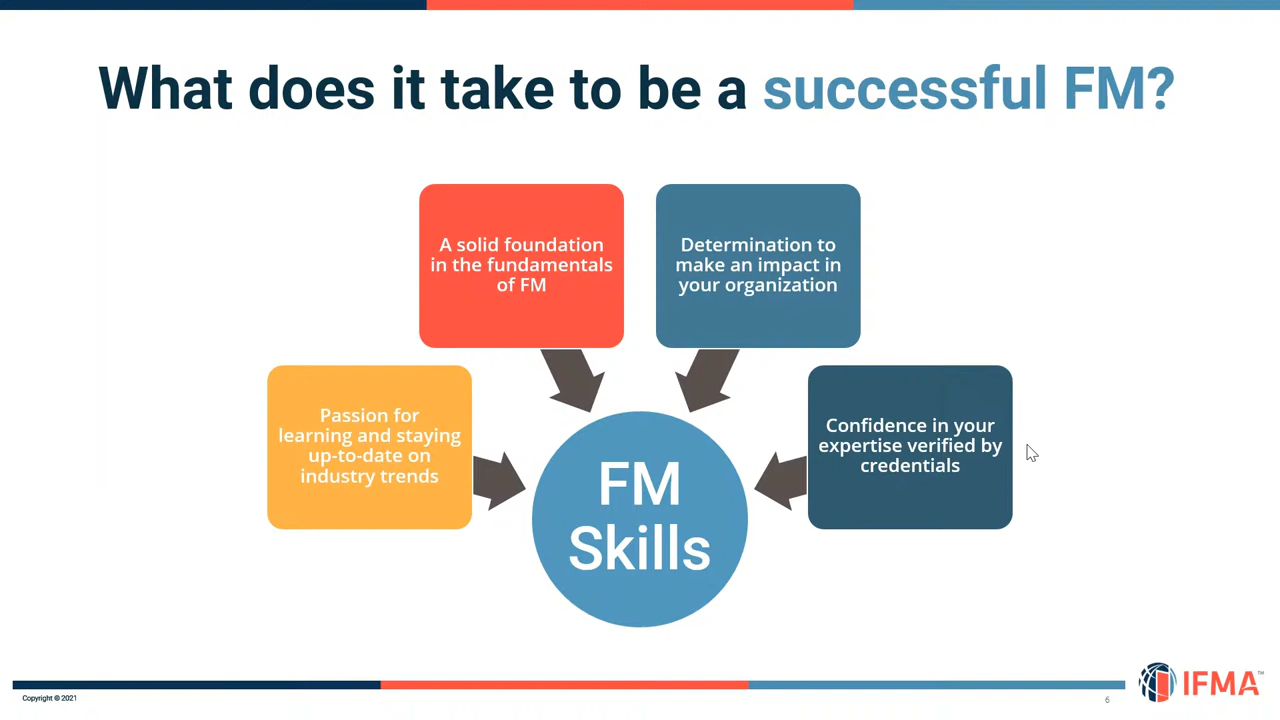 What does it take to be a successful FM?
A solid foundation
in the fundamentals
of FM
Determination to
make an impact in
your organization
Passion for
learning and staying
up-to-date on
industry trends
Confidence in your
expertise verified by
credentials
FM
Skills
Copyright © 2021
6
IFMA™